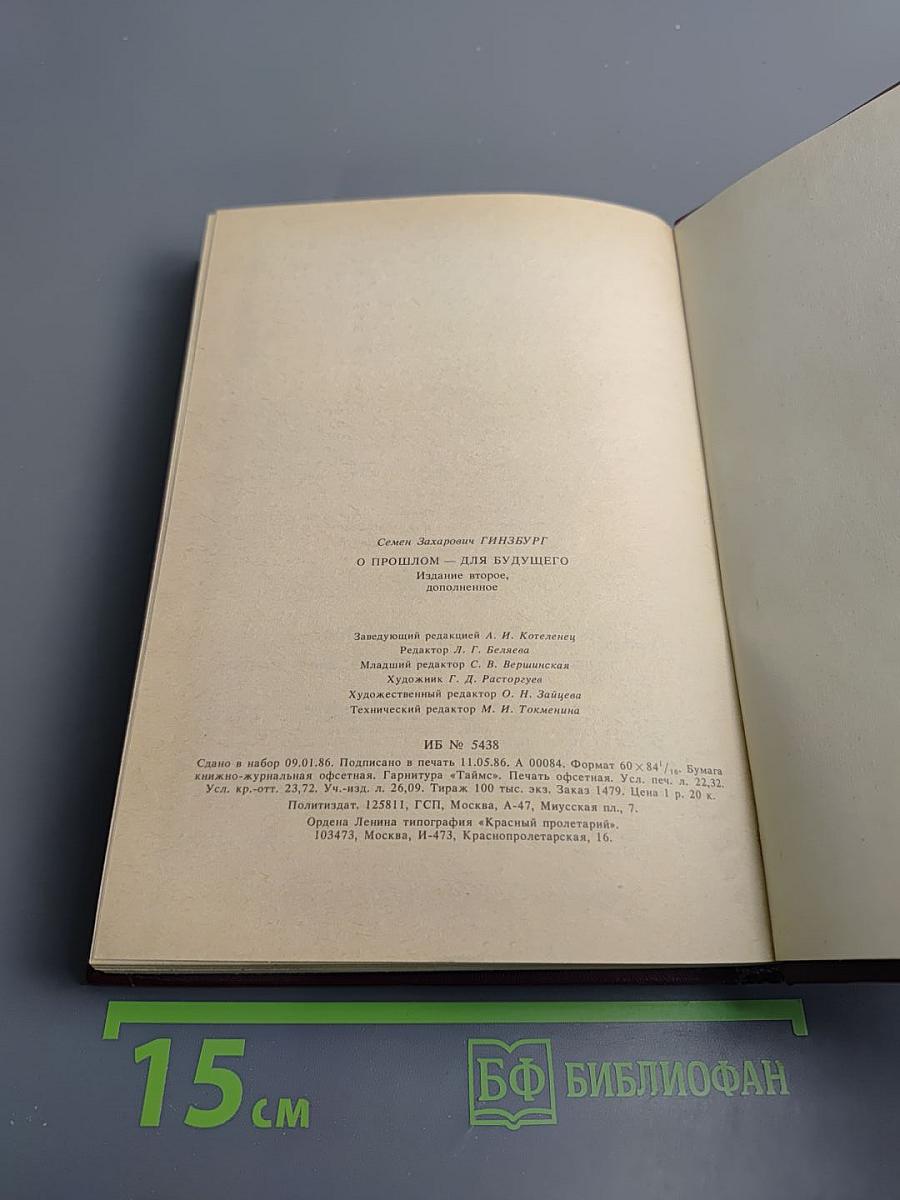 Семен Захарович ГИНЗБУРГ
О ПРОШЛОМ — ДЛЯ БУДУЩЕГО
Издание второе,
дополненное
Заведующий редакцией А. И. Котеленец
Редактор Л. Г. Беляева
Младший редактор С. В. Вершинская
Художник Г. Д. Расторгуев
Художественный редактор О. Н. Зайцева
Технический редактор М. И. Токменина
ИБ № 5438
Сдано в набор 09.01.86. Подписано в печать 11.05.86. А 00084. Формат 60×84¹/₁₆. Бумага
книжно-журнальная офсетная. Гарнитура «Таймс». Печать офсетная. Усл. печ. л. 22,32.
Усл. кр.-отт. 23,72. Уч.-изд. л. 26,09. Тираж 100 тыс. экз. Заказ 1479. Цена 1 р. 20 к.
Политиздат. 125811, ГСП, Москва, А-47, Миусская пл., 7.
Ордена Ленина типография «Красный пролетарий».
103473, Москва, И-473, Краснопролетарская, 16.
15 см
БФ БИБЛИОФАН